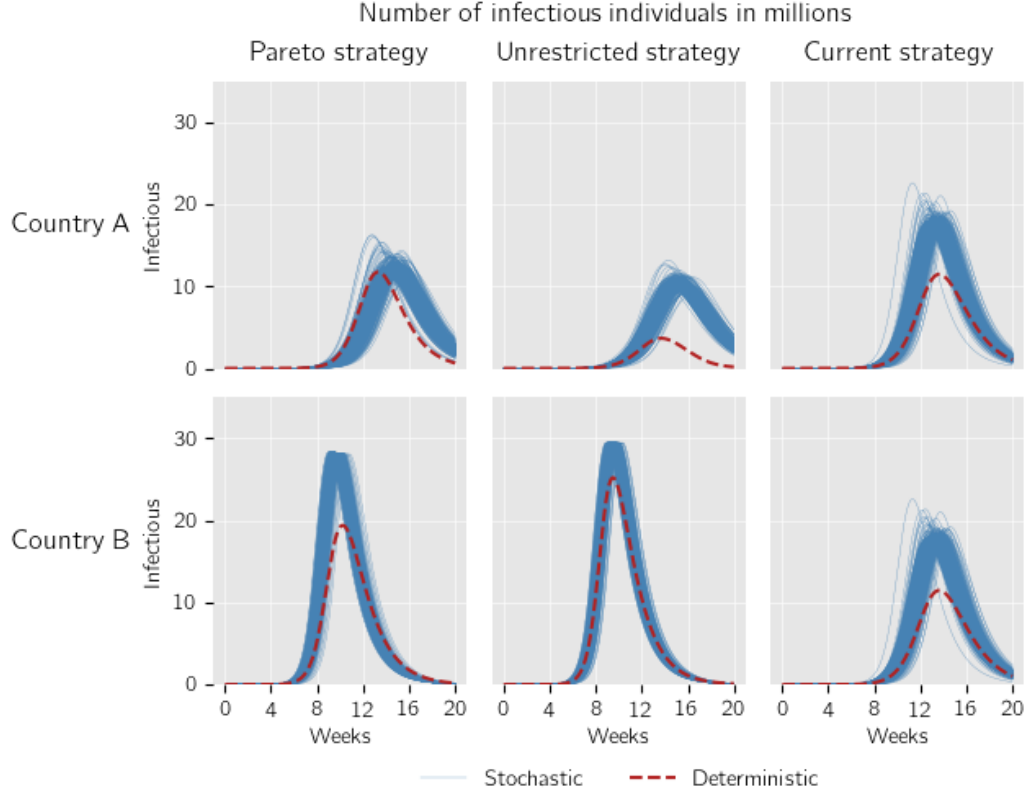 Number of infectious individuals in millions
Pareto strategy Unrestricted strategy Current strategy
30
20
10
0
Infectious
Country A
30
20
10
0
Infectious
Country B
0 4 8 12 16 20 0 4 8 12 16 20 0 4 8 12 16 20
Weeks Weeks Weeks
Stochastic Deterministic